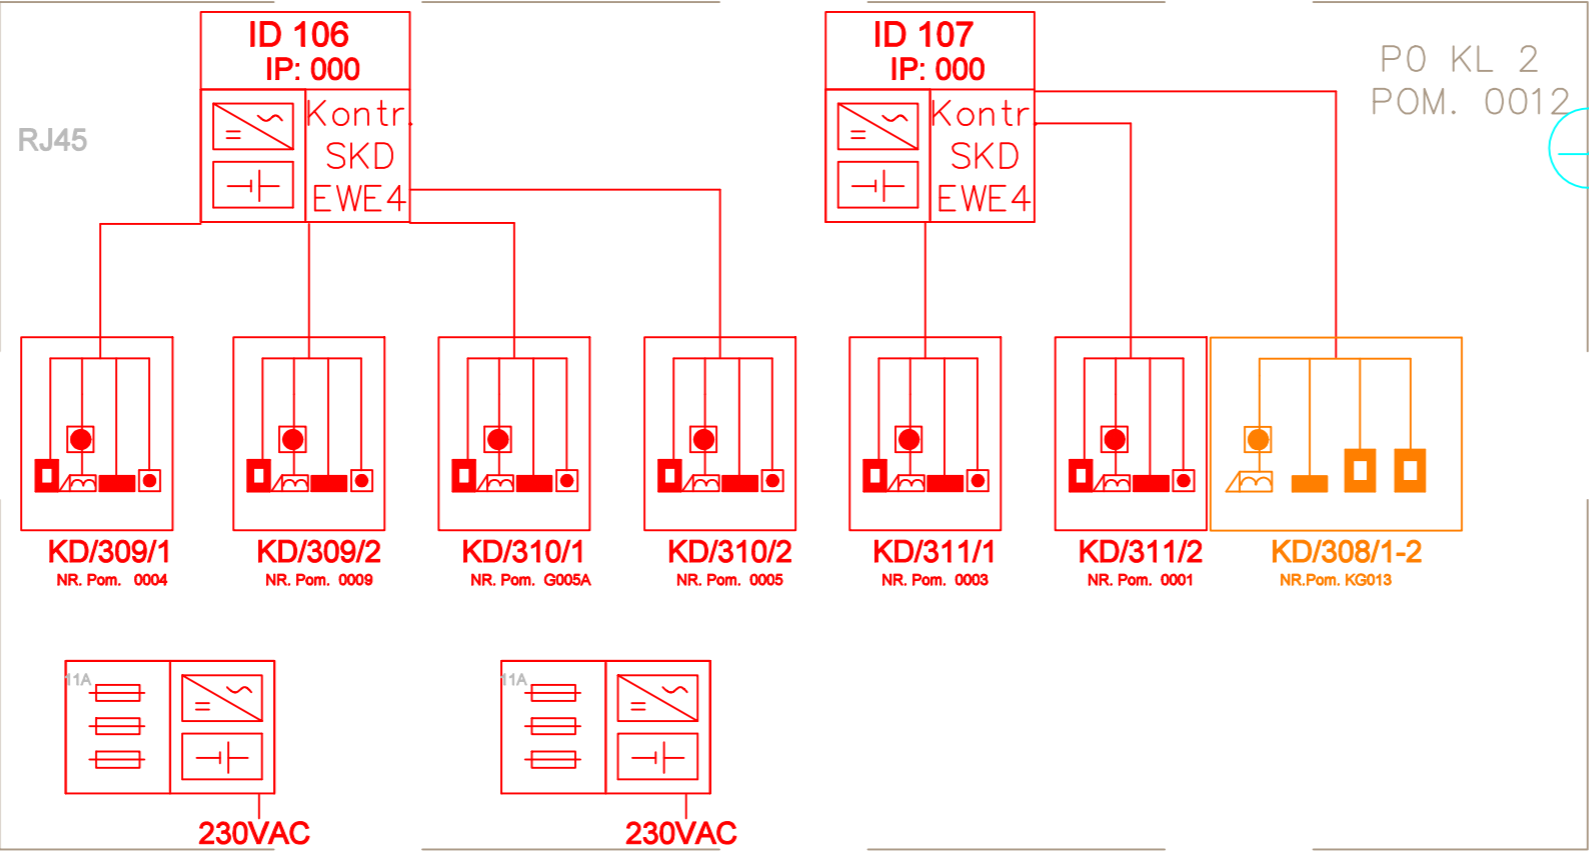 ID 106
IP: 000
Kontr.
SKD
EWE4
ID 107
IP: 000
Kontr.
SKD
EWE4
PO KL 2
POM. 0012
RJ45
KD/309/1
NR. Pom. 0004
KD/309/2
NR. Pom. 0009
KD/310/1
NR. Pom. G005A
KD/310/2
NR. Pom. 0005
KD/311/1
NR. Pom. 0003
KD/311/2
NR. Pom. 0001
KD/308/1-2
NR.Pom. KG013
11A
230VAC
11A
230VAC